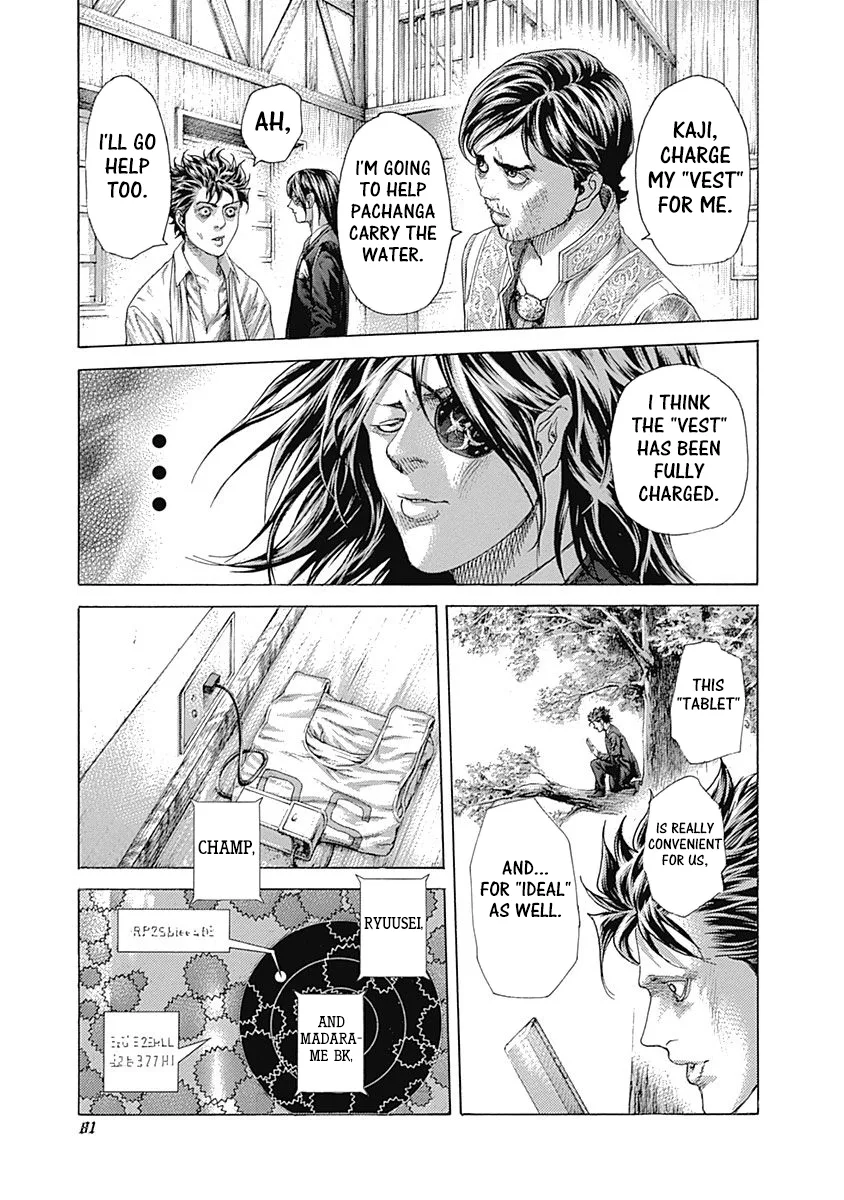 KAJI,
CHARGE
MY "VEST"
FOR ME.
I'M GOING
TO HELP
PACHANGA
CARRY THE
WATER.
AH,
I'LL GO
HELP
TOO.
I THINK
THE "VEST"
HAS BEEN
FULLY
CHARGED.
THIS
"TABLET"
IS REALLY
CONVENIENT
FOR US,
AND...
FOR "IDEAL"
AS WELL.
CHAMP,
RYUUSEI,
AND
MADARA-
ME BK,
81